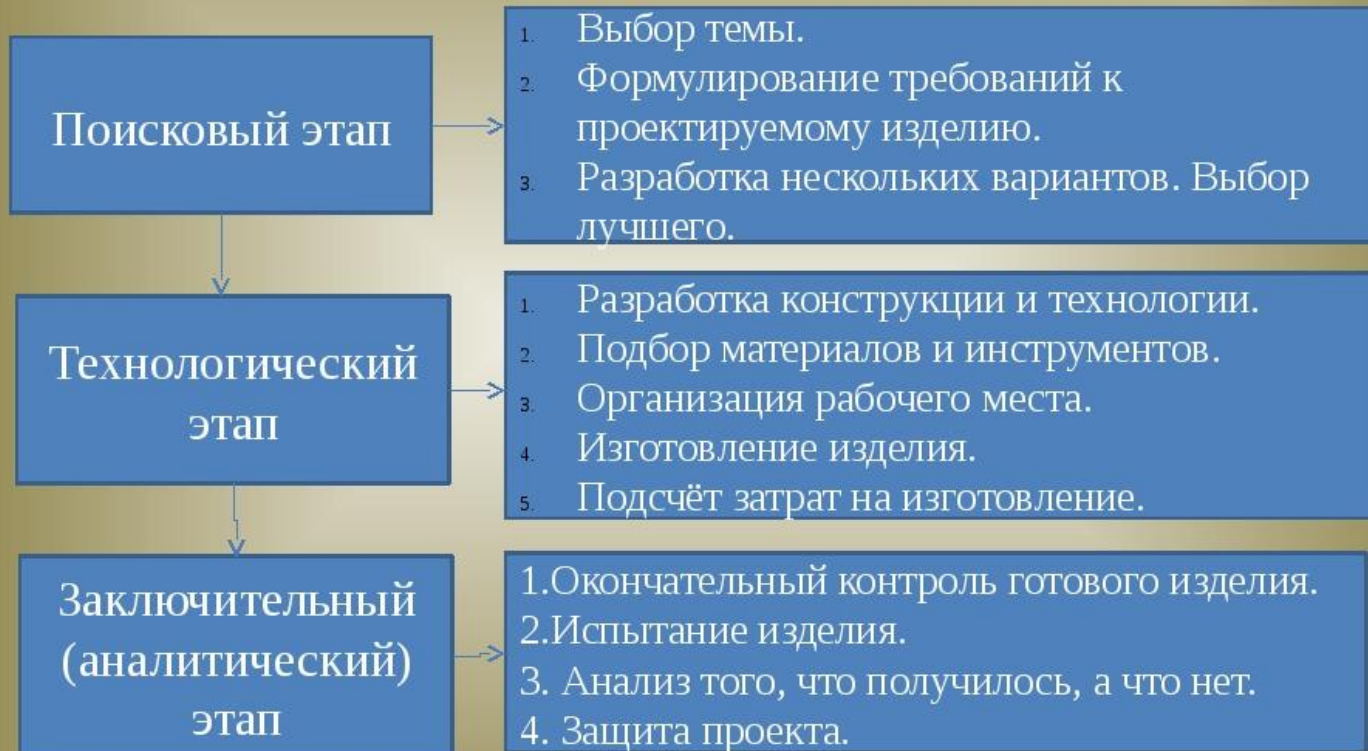 Поисковый этап
1. Выбор темы.
2. Формулирование требований к
проектируемому изделию.
3. Разработка нескольких вариантов. Выбор
лучшего.
Технологический
этап
1. Разработка конструкции и технологии.
2. Подбор материалов и инструментов.
3. Организация рабочего места.
4. Изготовление изделия.
5. Подсчёт затрат на изготовление.
Заключительный
(аналитический)
этап
1.Окончательный контроль готового изделия.
2.Испытание изделия.
3. Анализ того, что получилось, а что нет.
4. Защита проекта.